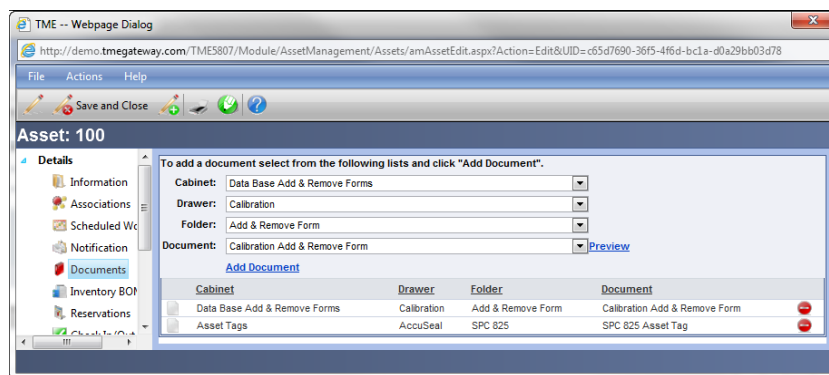 TME -- Webpage Dialog
http://demo.tmegateway.com/TME5807/Module/AssetManagement/Assets/amAssetEdit.aspx?Action=Edit&UID=c65d7690-36f5-4f6d-bc1a-d0a29bb03d78
File Actions Help
Save and Close
Asset: 100
Details
Information
Associations
Scheduled Wo
Notification
Documents
Inventory BOM
Reservations
To add a document select from the following lists and click "Add Document".
Cabinet: Data Base Add & Remove Forms
Drawer: Calibration
Folder: Add & Remove Form
Document: Calibration Add & Remove Form Preview
Add Document
Cabinet Drawer Folder Document
Data Base Add & Remove Forms Calibration Add & Remove Form Calibration Add & Remove Form
Asset Tags AccuSeal SPC 825 SPC 825 Asset Tag